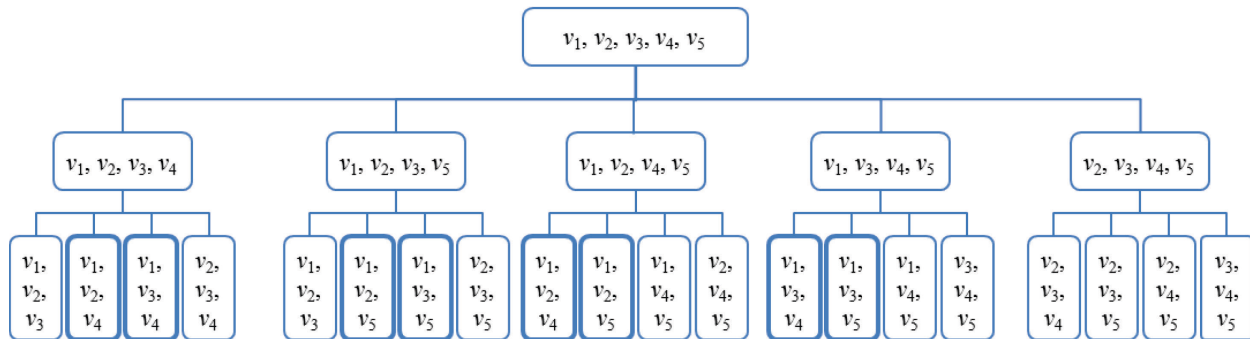 v₁, v₂, v₃, v₄, v₅
v₁, v₂, v₃, v₄
v₁, v₂, v₃, v₅
v₁, v₂, v₄, v₅
v₁, v₃, v₄, v₅
v₂, v₃, v₄, v₅
v₁,
v₂,
v₃
v₁,
v₂,
v₄
v₁,
v₃,
v₄
v₂,
v₃,
v₄
v₁,
v₂,
v₃
v₁,
v₂,
v₅
v₁,
v₃,
v₅
v₂,
v₃,
v₅
v₁,
v₂,
v₄
v₁,
v₂,
v₅
v₁,
v₄,
v₅
v₂,
v₄,
v₅
v₁,
v₃,
v₄
v₁,
v₃,
v₅
v₁,
v₄,
v₅
v₃,
v₄,
v₅
v₂,
v₃,
v₄
v₂,
v₃,
v₅
v₂,
v₄,
v₅
v₃,
v₄,
v₅